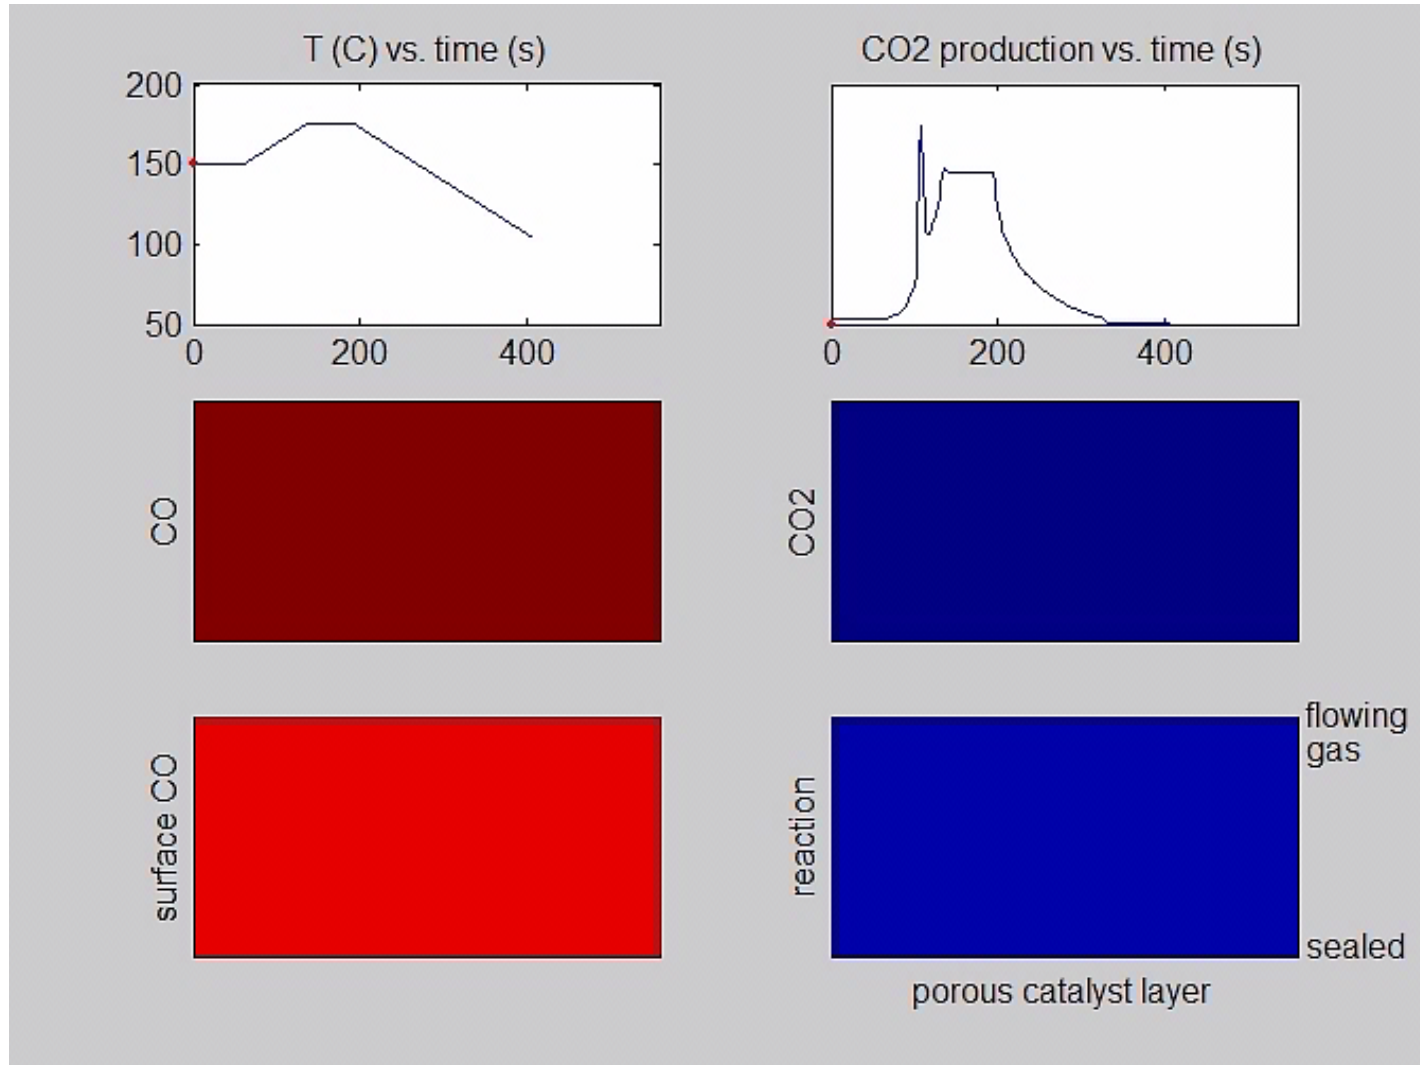 T (C) vs. time (s)
200
150
100
50
0
200
400
CO2 production vs. time (s)
0
200
400
CO
CO2
surface CO
reaction
flowing
gas
sealed
porous catalyst layer